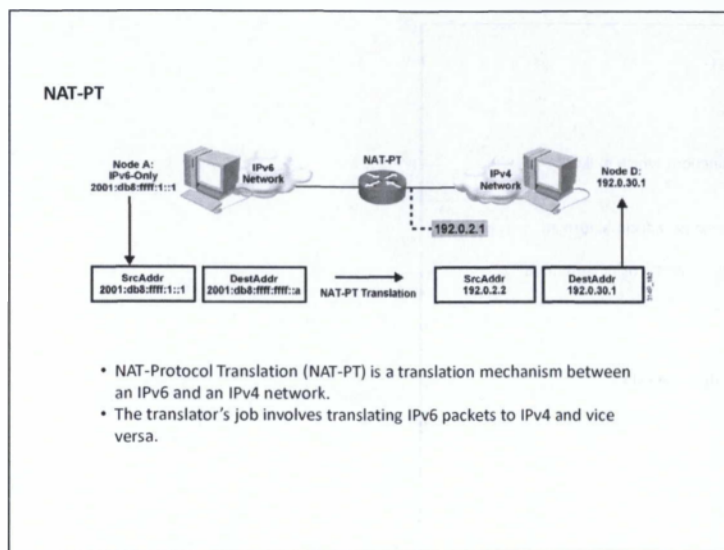 NAT-PT
Node A:
IPv6-Only
2001:db8:ffff:1::1
IPv6
Network
NAT-PT
IPv4
Network
Node D:
192.0.30.1
192.0.2.1
SrcAddr
2001:db8:ffff:1::1
DestAddr
2001:db8:ffff:ffff::a
NAT-PT Translation
SrcAddr
192.0.2.2
DestAddr
192.0.30.1
• NAT-Protocol Translation (NAT-PT) is a translation mechanism between
an IPv6 and an IPv4 network.
• The translator's job involves translating IPv6 packets to IPv4 and vice
versa.